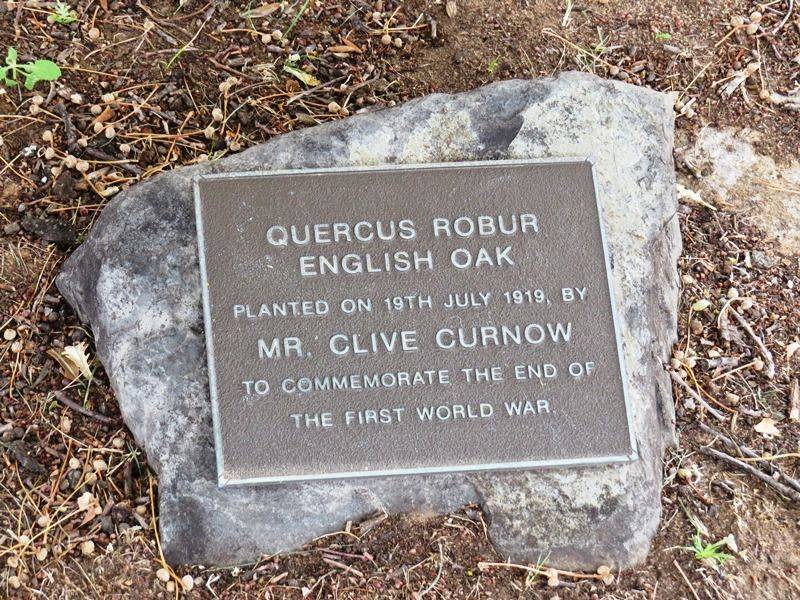 QUERCUS ROBUR
ENGLISH OAK
PLANTED ON 19TH JULY 1919, BY
MR. CLIVE CURNOW
TO COMMEMORATE THE END OF
THE FIRST WORLD WAR.